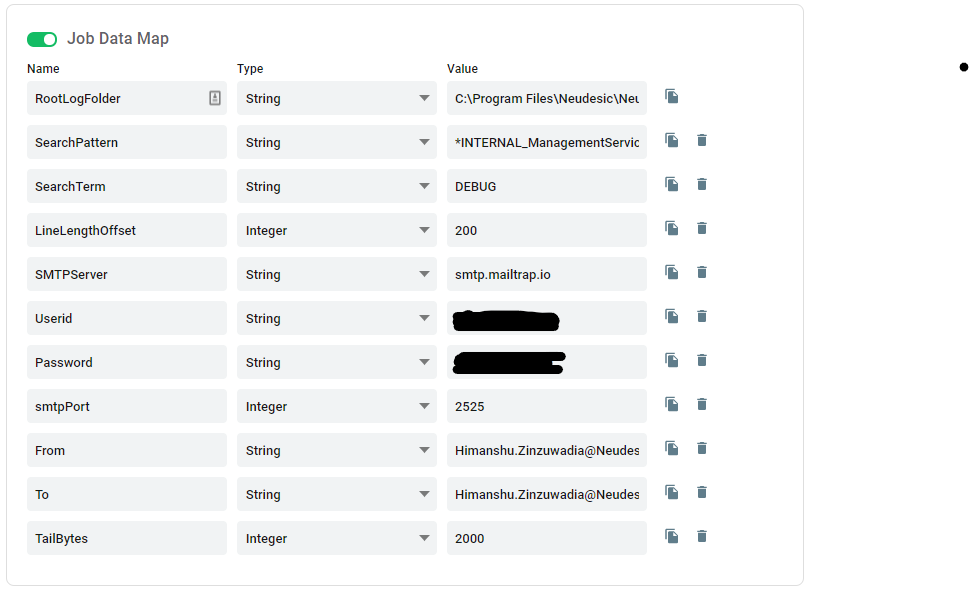 Job Data Map
Name Type Value
RootLogFolder String C:\Program Files\Neudesic\Neu
SearchPattern String *INTERNAL_ManagementServic
SearchTerm String DEBUG
LineLengthOffset Integer 200
SMTPServer String smtp.mailtrap.io
Userid String
Password String
smtpPort Integer 2525
From String Himanshu.Zinzuwadia@Neudes
To String Himanshu.Zinzuwadia@Neudes
TailBytes Integer 2000